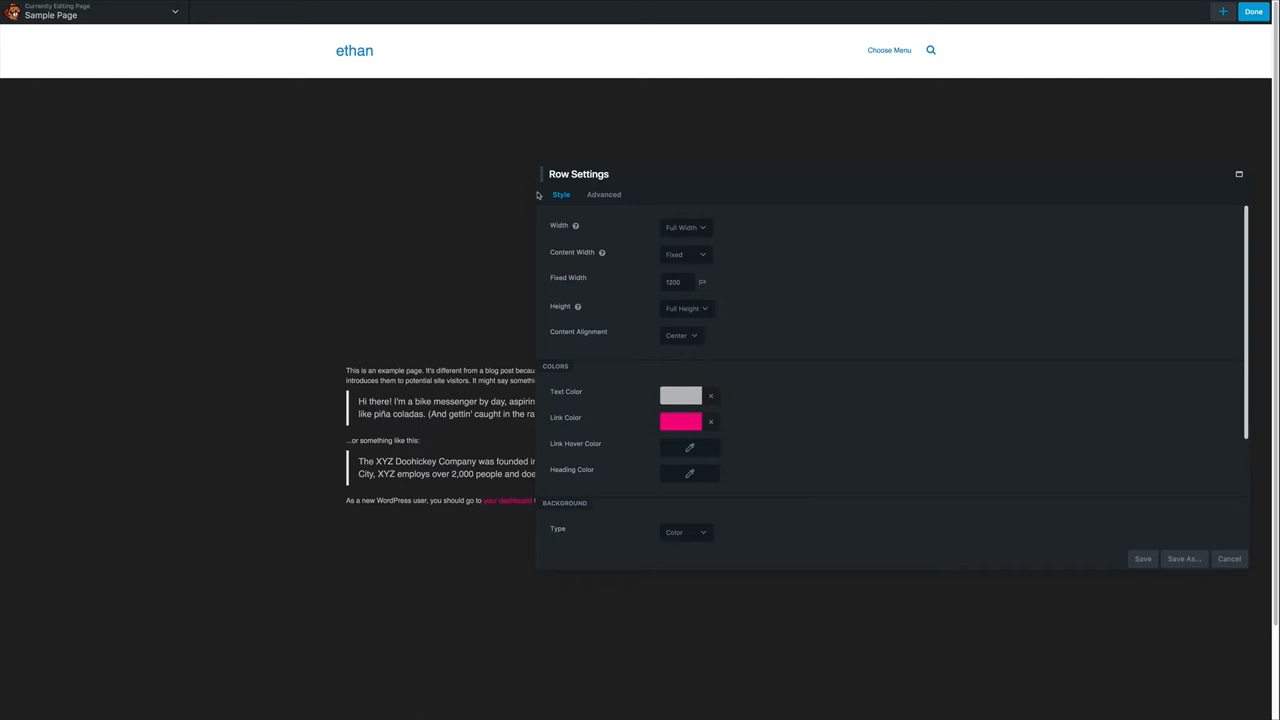 Currently Editing Page
Sample Page
Done
ethan
Choose Menu
Row Settings
Style
Advanced
Width
Full Width
Content Width
Fixed
Fixed Width
1200
px
Height
Full Height
Content Alignment
Center
COLORS
Text Color
Link Color
Link Hover Color
Heading Color
BACKGROUND
Type
Color
Save
Save As...
Cancel
This is an example page. It's different from a blog post becau
introduces them to potential site visitors. It might say somethin
Hi there! I'm a bike messenger by day, aspirin
like piña coladas. (And gettin' caught in the ra
...or something like this:
The XYZ Doohickey Company was founded in
City, XYZ employs over 2,000 people and doe
As a new WordPress user, you should go to your dashboard